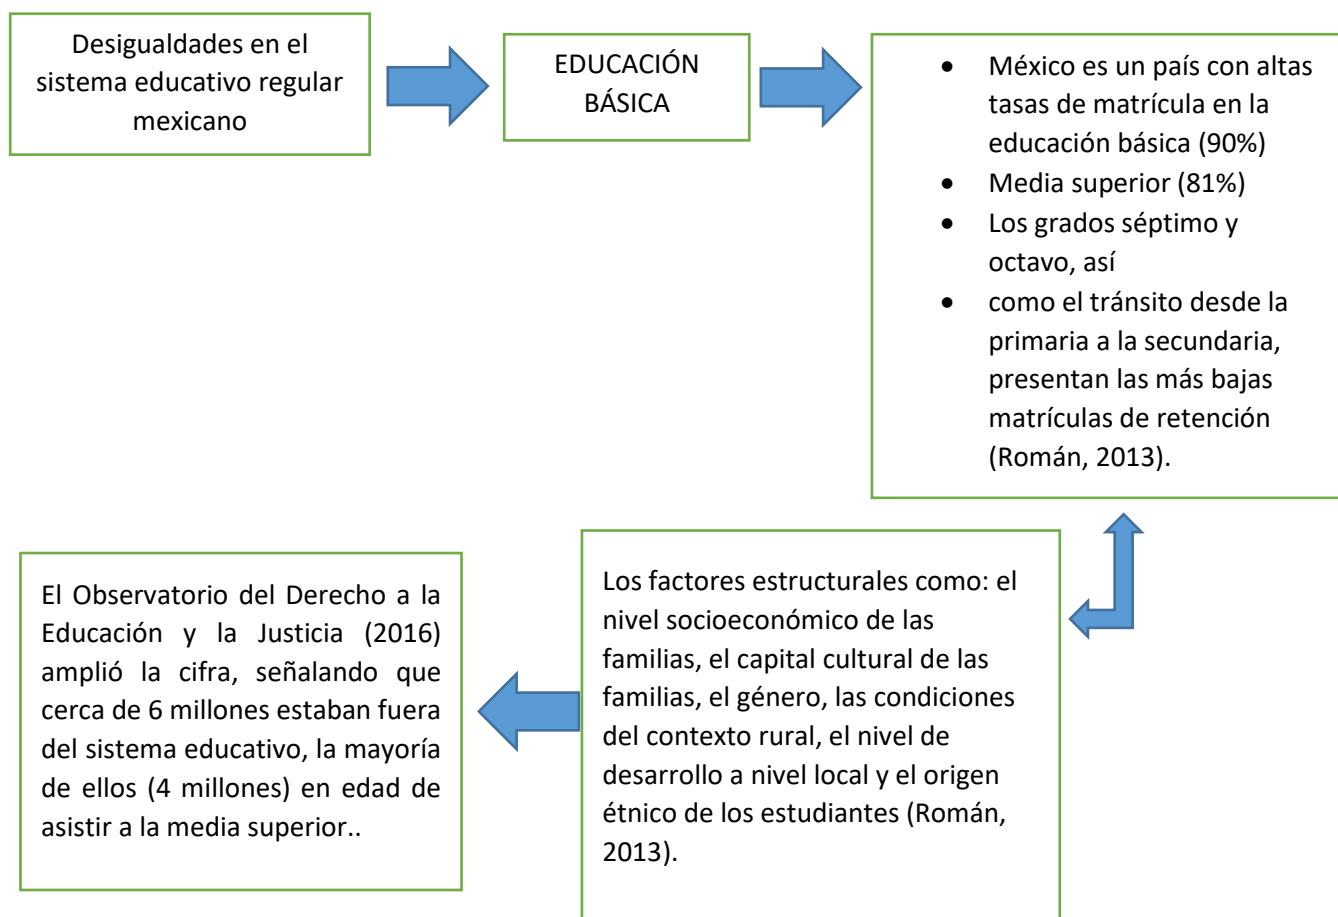 Desigualdades en el
sistema educativo regular
mexicano
EDUCACIÓN
BÁSICA
• México es un país con altas
tasas de matrícula en la
educación básica (90%)
• Media superior (81%)
• Los grados séptimo y
octavo, así
• como el tránsito desde la
primaria a la secundaria,
presentan las más bajas
matrículas de retención
(Román, 2013).
Los factores estructurales como: el
nivel socioeconómico de las
familias, el capital cultural de las
familias, el género, las condiciones
del contexto rural, el nivel de
desarrollo a nivel local y el origen
étnico de los estudiantes (Román,
2013).
El Observatorio del Derecho a la
Educación y la Justicia (2016)
amplió la cifra, señalando que
cerca de 6 millones estaban fuera
del sistema educativo, la mayoría
de ellos (4 millones) en edad de
asistir a la media superior..